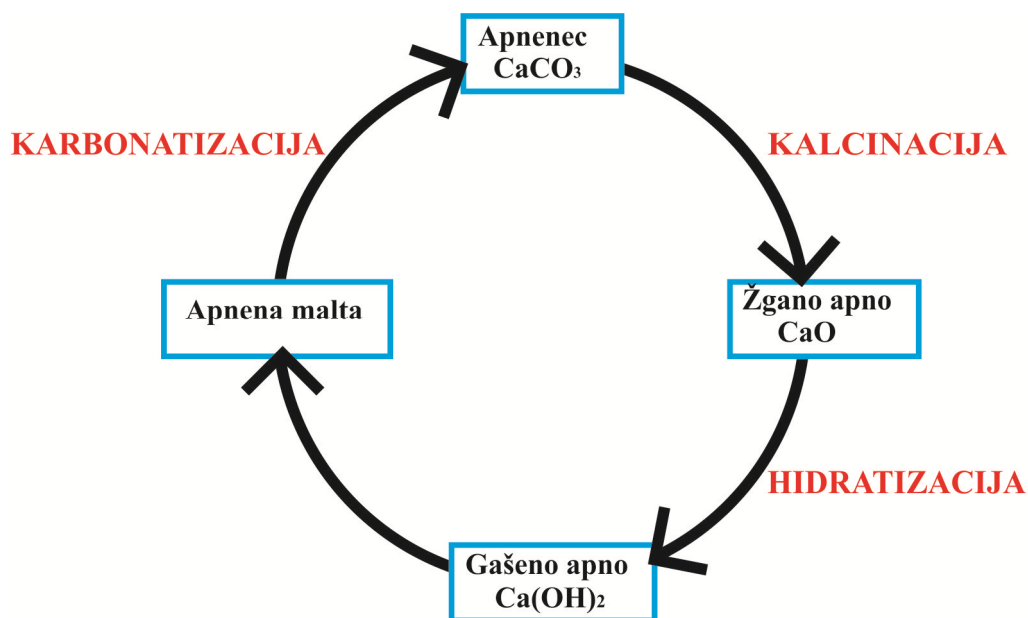 Apnenec
CaCO₃
KARBONATIZACIJA
KALCINACIJA
Apnena malta
Žgano apno
CaO
HIDRATIZACIJA
Gašeno apno
Ca(OH)₂